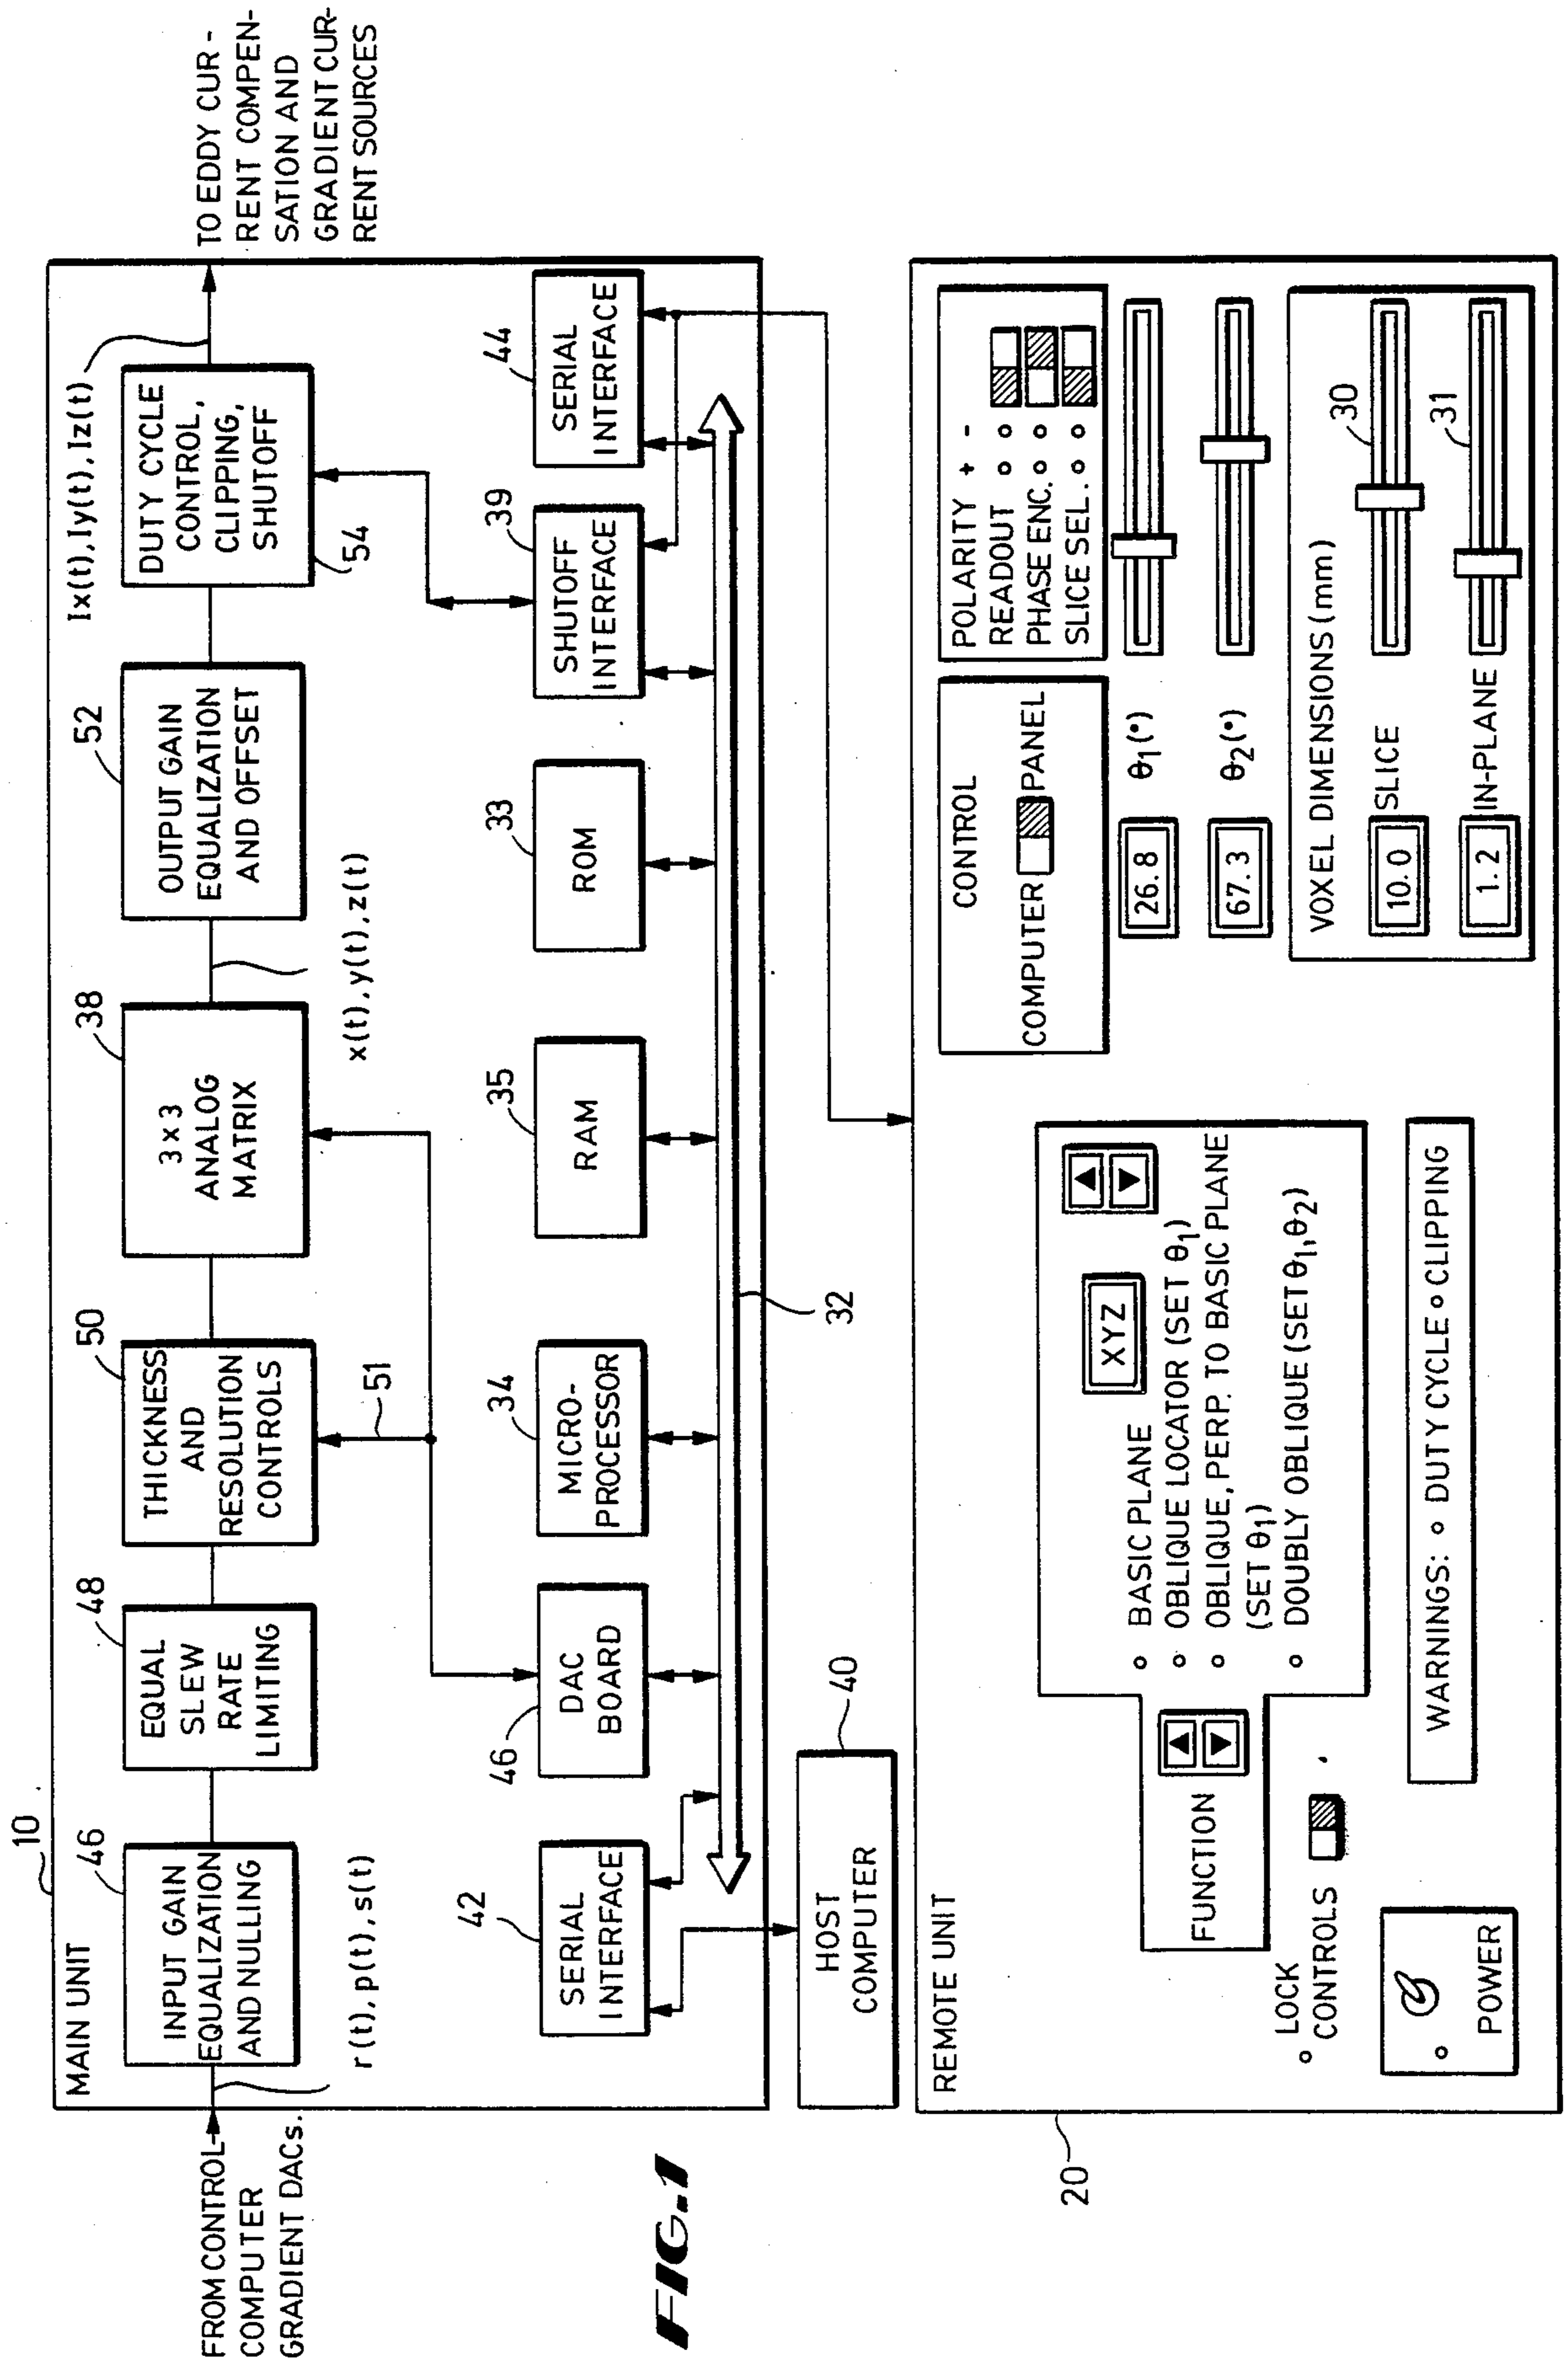 10
MAIN UNIT
FROM CONTROL-
COMPUTER
GRADIENT DACs.
r(t), p(t), s(t)
46
INPUT GAIN
EQUALIZATION
AND NULLING
48
EQUAL
SLEW
RATE
LIMITING
50
THICKNESS
AND
RESOLUTION
CONTROLS
51
38
3 x 3
ANALOG
MATRIX
x(t), y(t), z(t)
52
OUTPUT GAIN
EQUALIZATION
AND OFFSET
DUTY CYCLE
CONTROL,
CLIPPING,
SHUTOFF
54
Ix(t), Iy(t), Iz(t)
TO EDDY CUR-
RENT COMPEN-
SATION AND
GRADIENT CUR-
RENT SOURCES
42
SERIAL
INTERFACE
46
DAC
BOARD
34
MICRO-
PROCESSOR
35
RAM
33
ROM
39
SHUTOFF
INTERFACE
44
SERIAL
INTERFACE
32
40
HOST
COMPUTER
FIG.1
20
REMOTE UNIT
FUNCTION
BASIC PLANE
XYZ
OBLIQUE LOCATOR (SET θ1)
OBLIQUE, PERP. TO BASIC PLANE
(SET θ1)
DOUBLY OBLIQUE (SET θ1,θ2)
LOCK
CONTROLS
POWER
WARNINGS: DUTY CYCLE CLIPPING
CONTROL
COMPUTER PANEL
POLARITY + -
READOUT
PHASE ENC.
SLICE SEL.
26.8 θ1(°)
67.3 θ2(°)
VOXEL DIMENSIONS (mm)
10.0 SLICE 30
1.2 IN-PLANE 31